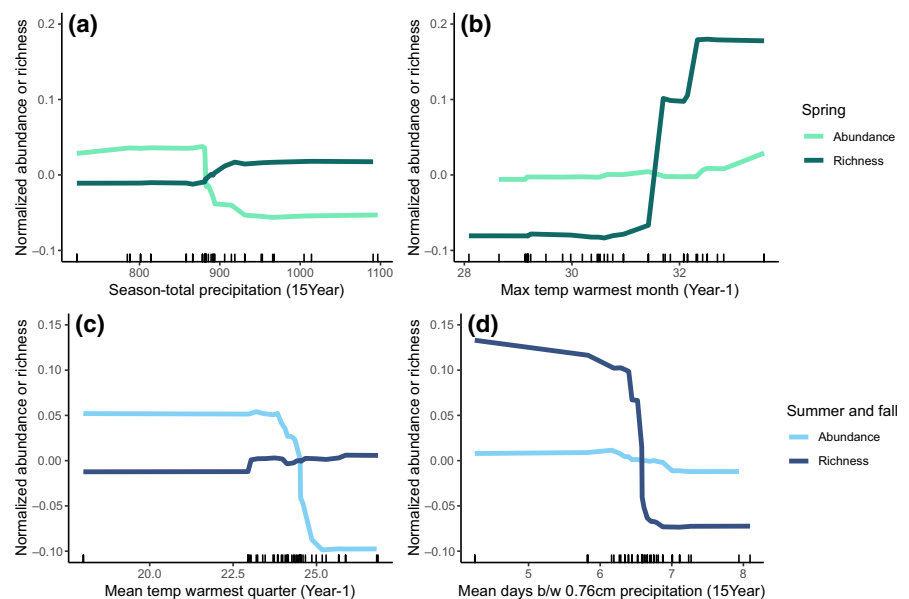 (a)
Normalized abundance or richness
0.2
0.1
0.0
−0.1
800
900
1000
1100
Season-total precipitation (15Year)
(b)
Normalized abundance or richness
0.2
0.1
0.0
−0.1
28
30
32
Max temp warmest month (Year-1)
Spring
Abundance
Richness
(c)
Normalized abundance or richness
0.15
0.10
0.05
0.00
−0.05
−0.10
20.0
22.5
25.0
Mean temp warmest quarter (Year-1)
(d)
Normalized abundance or richness
0.15
0.10
0.05
0.00
−0.05
−0.10
5
6
7
8
Mean days b/w 0.76cm precipitation (15Year)
Summer and fall
Abundance
Richness